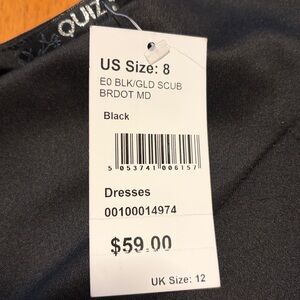 QUIZ
US Size: 8
E0 BLK/GLD SCUB
BRDOT MD
Black
5 053741 006157
Dresses
00100014974
$59.00
UK Size: 12